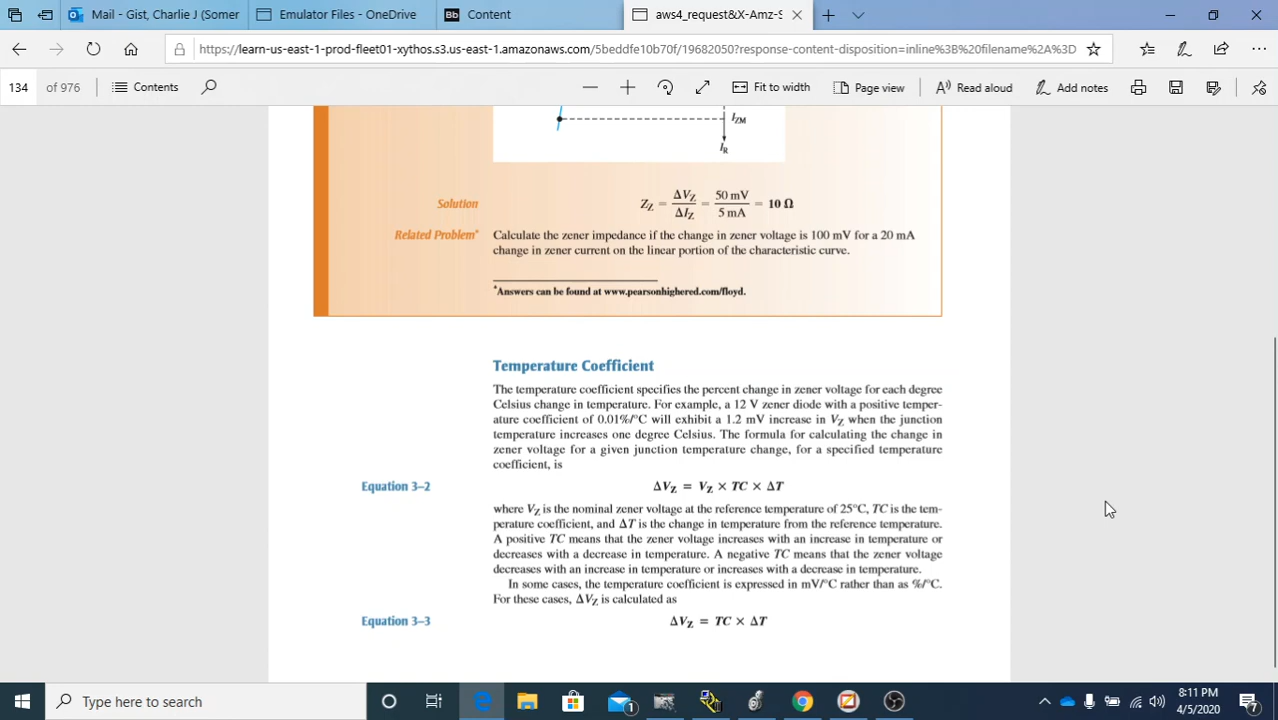 Mail - Gist, Charlie J (Somer
Emulator Files - OneDrive
Bb Content
aws4_request&X-Amz-S
https://learn-us-east-1-prod-fleet01-xythos.s3.us-east-1.amazonaws.com/5beddfe10b70f/19682050?response-content-disposition=inline%3B%20filename%2A%3D
134 of 976 Contents Fit to width Page view Read aloud Add notes
I_ZM
I_R
Solution Z_Z = ΔV_Z / ΔI_Z = 50 mV / 5 mA = 10 Ω
Related Problem* Calculate the zener impedance if the change in zener voltage is 100 mV for a 20 mA
change in zener current on the linear portion of the characteristic curve.
*Answers can be found at www.pearsonhighered.com/floyd.
Temperature Coefficient
The temperature coefficient specifies the percent change in zener voltage for each degree
Celsius change in temperature. For example, a 12 V zener diode with a positive temper-
ature coefficient of 0.01%/°C will exhibit a 1.2 mV increase in V_Z when the junction
temperature increases one degree Celsius. The formula for calculating the change in
zener voltage for a given junction temperature change, for a specified temperature
coefficient, is
Equation 3–2 ΔV_Z = V_Z × TC × ΔT
where V_Z is the nominal zener voltage at the reference temperature of 25°C, TC is the tem-
perature coefficient, and ΔT is the change in temperature from the reference temperature.
A positive TC means that the zener voltage increases with an increase in temperature or
decreases with a decrease in temperature. A negative TC means that the zener voltage
decreases with an increase in temperature or increases with a decrease in temperature.
In some cases, the temperature coefficient is expressed in mV/°C rather than as %/°C.
For these cases, ΔV_Z is calculated as
Equation 3–3 ΔV_Z = TC × ΔT
Type here to search
1
8:11 PM
4/5/2020
7